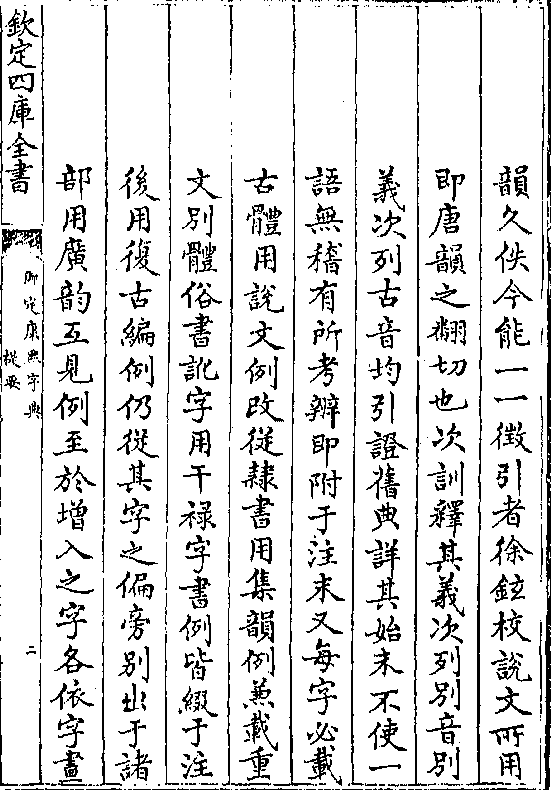 韻久佚今能一一徵引者徐鉉校説文所用
即唐韻之翻切也次訓釋其義次列别音别
義次列古音均引證舊典詳其始末不使一
語無稽有所考辨即附于注末又每字必載
古體用説文例改從隸書用集韻例兼載重
文别體俗書訛字用干禄字書例皆綴于注
後用復古編例仍從其字之偏旁别出于諸
部用廣韵互見例至於增入之字各依字畫
欽定四庫全書
御定康熙字典
提要
二